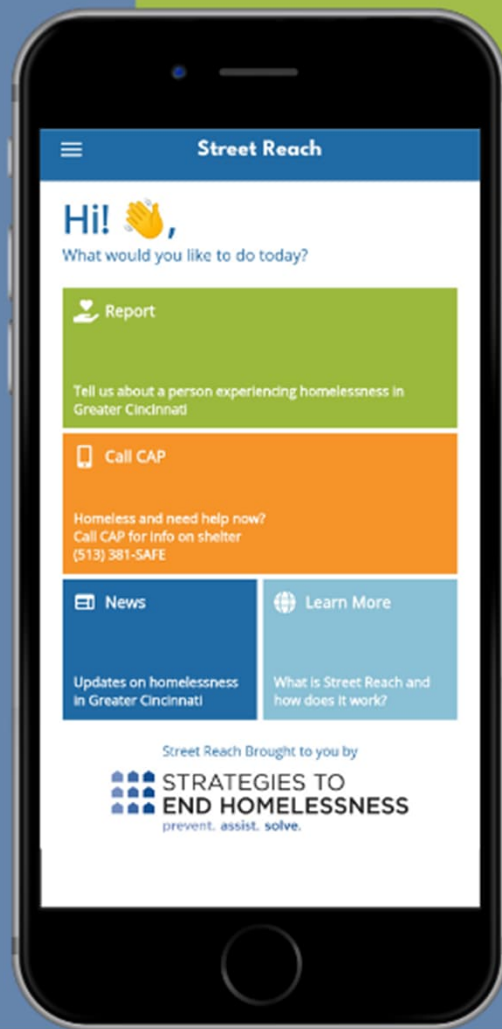 Street Reach
Hi! 👋,
What would you like to do today?
Report
Tell us about a person experiencing homelessness in
Greater Cincinnati
Call CAP
Homeless and need help now?
Call CAP for info on shelter
(513) 381-SAFE
News
Updates on homelessness
in Greater Cincinnati
Learn More
What is Street Reach and
how does it work?
Street Reach Brought to you by
STRATEGIES TO
END HOMELESSNESS
prevent. assist. solve.